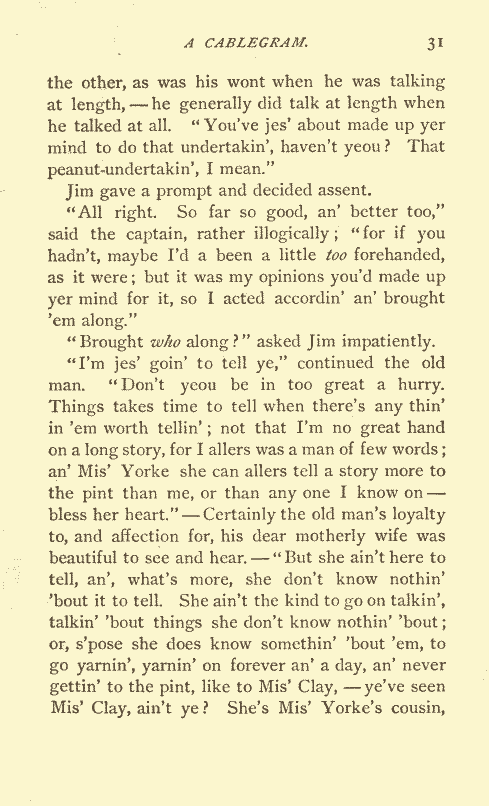 A CABLEGRAM. 31
the other, as was his wont when he was talking
at length, — he generally did talk at length when
he talked at all. "You've jes' about made up yer
mind to do that undertakin', haven't yeou? That
peanut-undertakin', I mean."
Jim gave a prompt and decided assent.
"All right. So far so good, an' better too,"
said the captain, rather illogically; "for if you
hadn't, maybe I'd a been a little too forehanded,
as it were; but it was my opinions you'd made up
yer mind for it, so I acted accordin' an' brought
'em along."
"Brought who along?" asked Jim impatiently.
"I'm jes' goin' to tell ye," continued the old
man. "Don't yeou be in too great a hurry.
Things takes time to tell when there's any thin'
in 'em worth tellin'; not that I'm no great hand
on a long story, for I allers was a man of few words;
an' Mis' Yorke she can allers tell a story more to
the pint than me, or than any one I know on —
bless her heart." — Certainly the old man's loyalty
to, and affection for, his dear motherly wife was
beautiful to see and hear. — "But she ain't here to
tell, an', what's more, she don't know nothin'
'bout it to tell. She ain't the kind to go on talkin',
talkin' 'bout things she don't know nothin' 'bout;
or, s'pose she does know somethin' 'bout 'em, to
go yarnin', yarnin' on forever an' a day, an' never
gettin' to the pint, like to Mis' Clay, — ye've seen
Mis' Clay, ain't ye? She's Mis' Yorke's cousin,